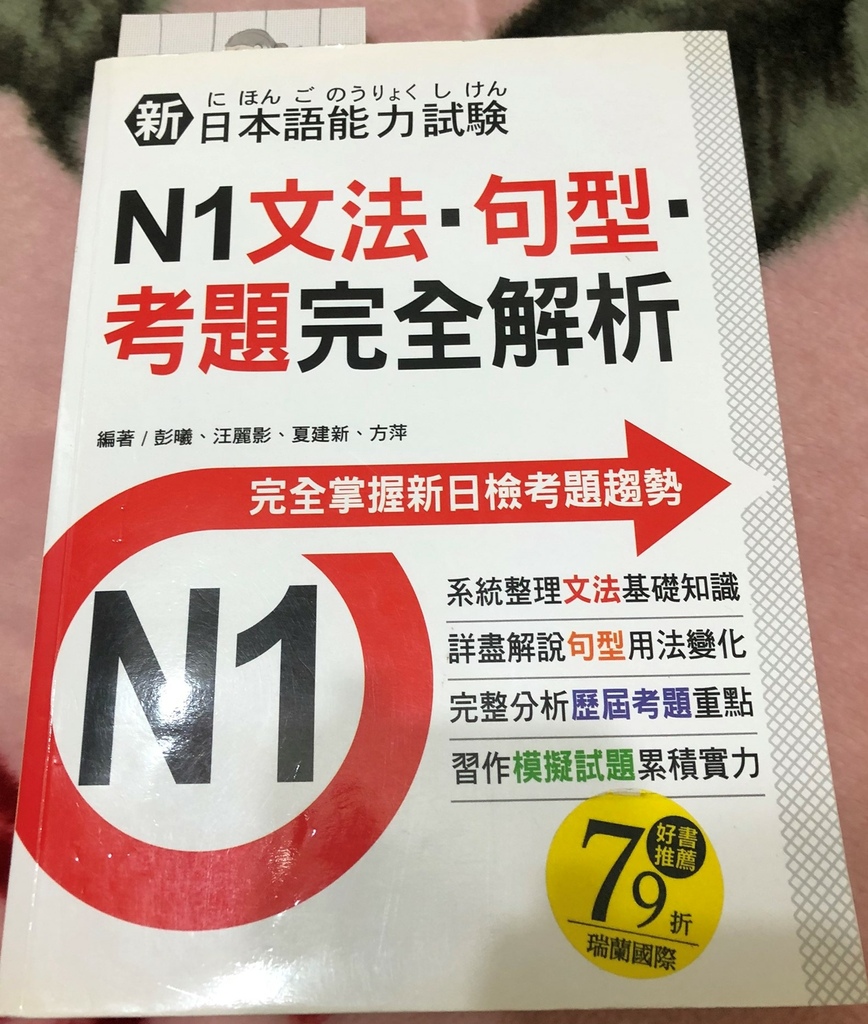 にほんごのうりょくしけん
新日本語能力試験
N1文法・句型・
考題完全解析
編著/彭曦、汪麗影、夏建新、方萍
完全掌握新日檢考題趨勢
N1
系統整理文法基礎知識
詳盡解說句型用法變化
完整分析歷屆考題重點
習作模擬試題累積實力
好書
推薦
79折
瑞蘭國際